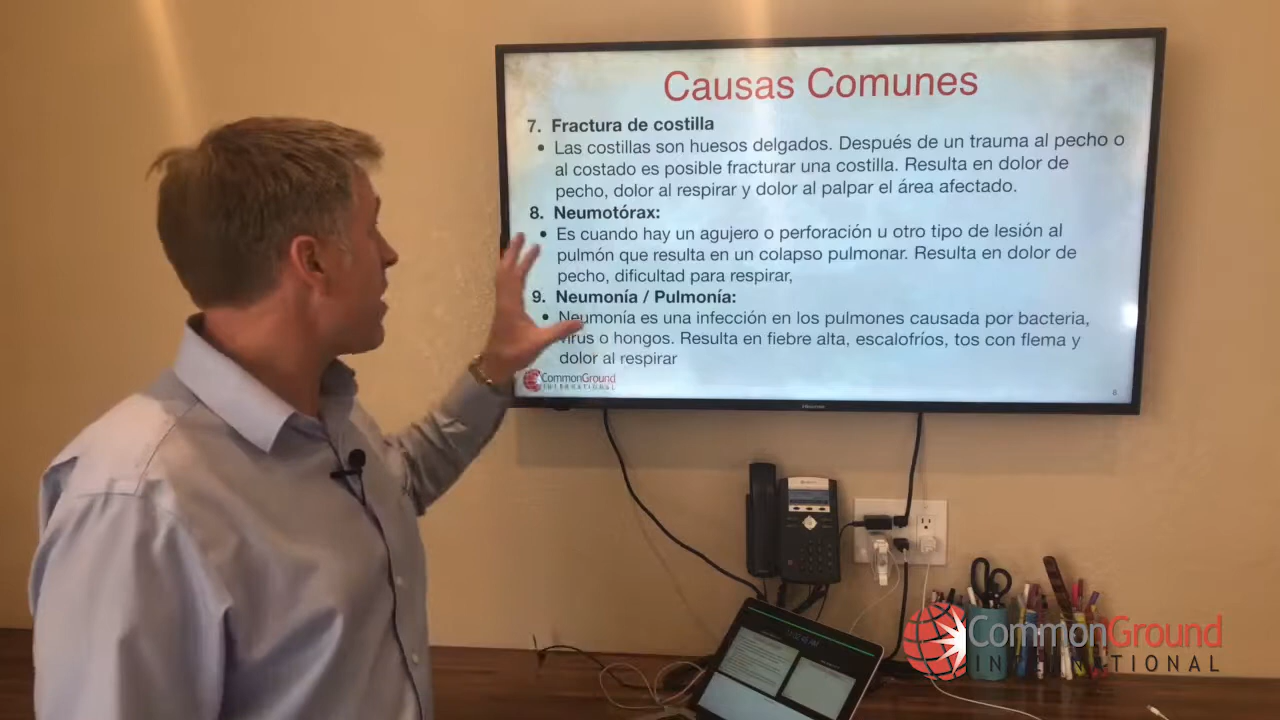 Causas Comunes
7. Fractura de costilla
• Las costillas son huesos delgados. Después de un trauma al pecho o
al costado es posible fracturar una costilla. Resulta en dolor de
pecho, dolor al respirar y dolor al palpar el área afectado.
8. Neumotórax:
• Es cuando hay un agujero o perforación u otro tipo de lesión al
pulmón que resulta en un colapso pulmonar. Resulta en dolor de
pecho, dificultad para respirar,
9. Neumonía / Pulmonía:
• Neumonía es una infección en los pulmones causada por bacteria,
virus o hongos. Resulta en fiebre alta, escalofríos, tos con flema y
dolor al respirar
CommonGround
INTERNATIONAL
Hisense
CommonGround
INTERNATIONAL